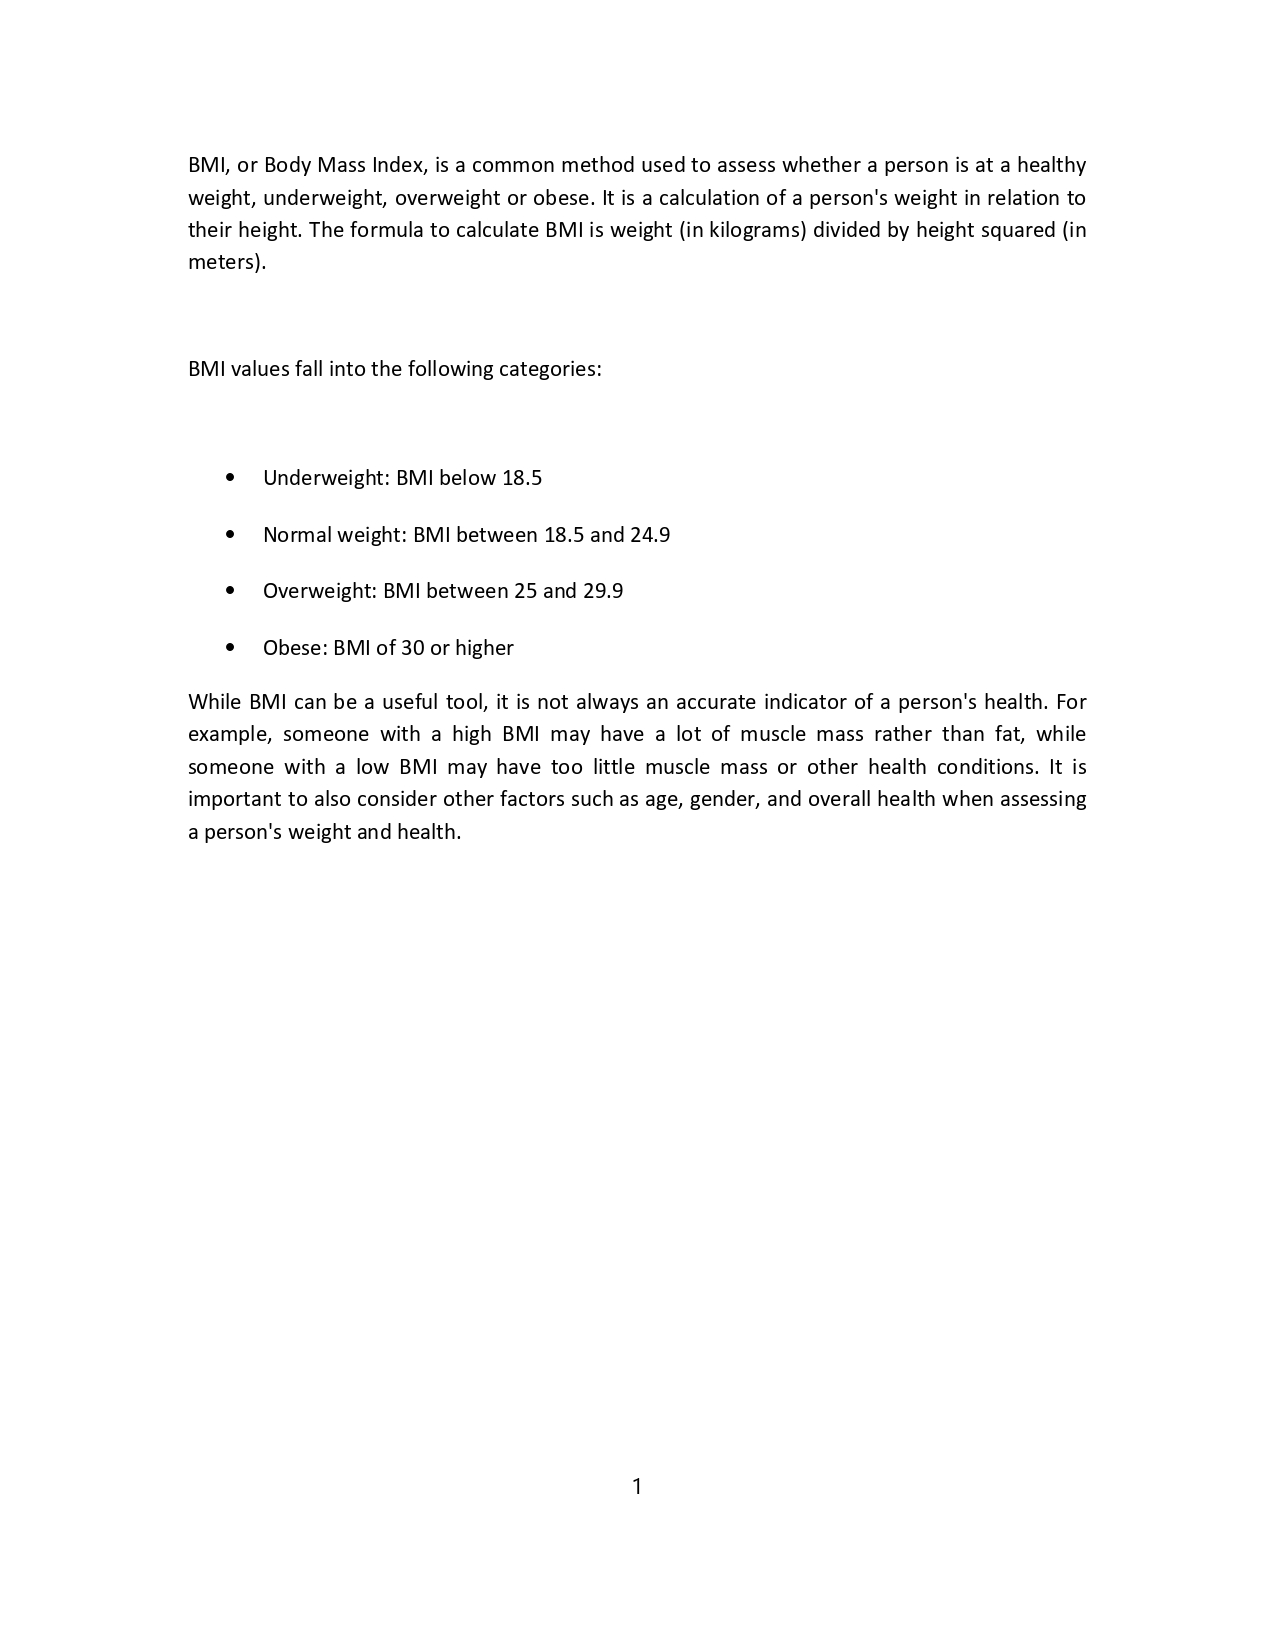 BMI, or Body Mass Index, is a common method used to assess whether a person is at a healthy
weight, underweight, overweight or obese. It is a calculation of a person's weight in relation to
their height. The formula to calculate BMI is weight (in kilograms) divided by height squared (in
meters).
BMI values fall into the following categories:
• Underweight: BMI below 18.5
• Normal weight: BMI between 18.5 and 24.9
• Overweight: BMI between 25 and 29.9
• Obese: BMI of 30 or higher
While BMI can be a useful tool, it is not always an accurate indicator of a person's health. For
example, someone with a high BMI may have a lot of muscle mass rather than fat, while
someone with a low BMI may have too little muscle mass or other health conditions. It is
important to also consider other factors such as age, gender, and overall health when assessing
a person's weight and health.
1